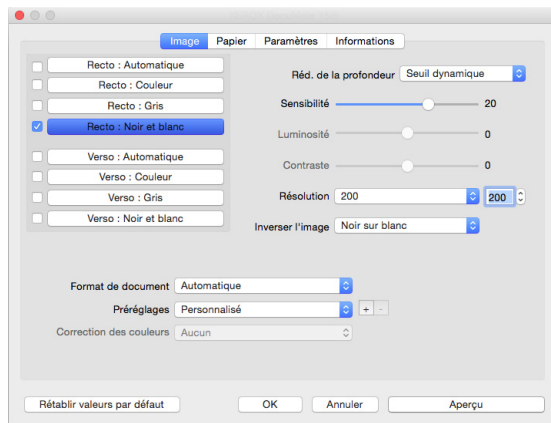 Image Papier Paramètres Informations
Recto : Automatique
Recto : Couleur
Recto : Gris
Recto : Noir et blanc
Verso : Automatique
Verso : Couleur
Verso : Gris
Verso : Noir et blanc
Réd. de la profondeur Seuil dynamique
Sensibilité 20
Luminosité 0
Contraste 0
Résolution 200 200
Inverser l'image Noir sur blanc
Format de document Automatique
Préréglages Personnalisé + -
Correction des couleurs Aucun
Rétablir valeurs par défaut OK Annuler Aperçu